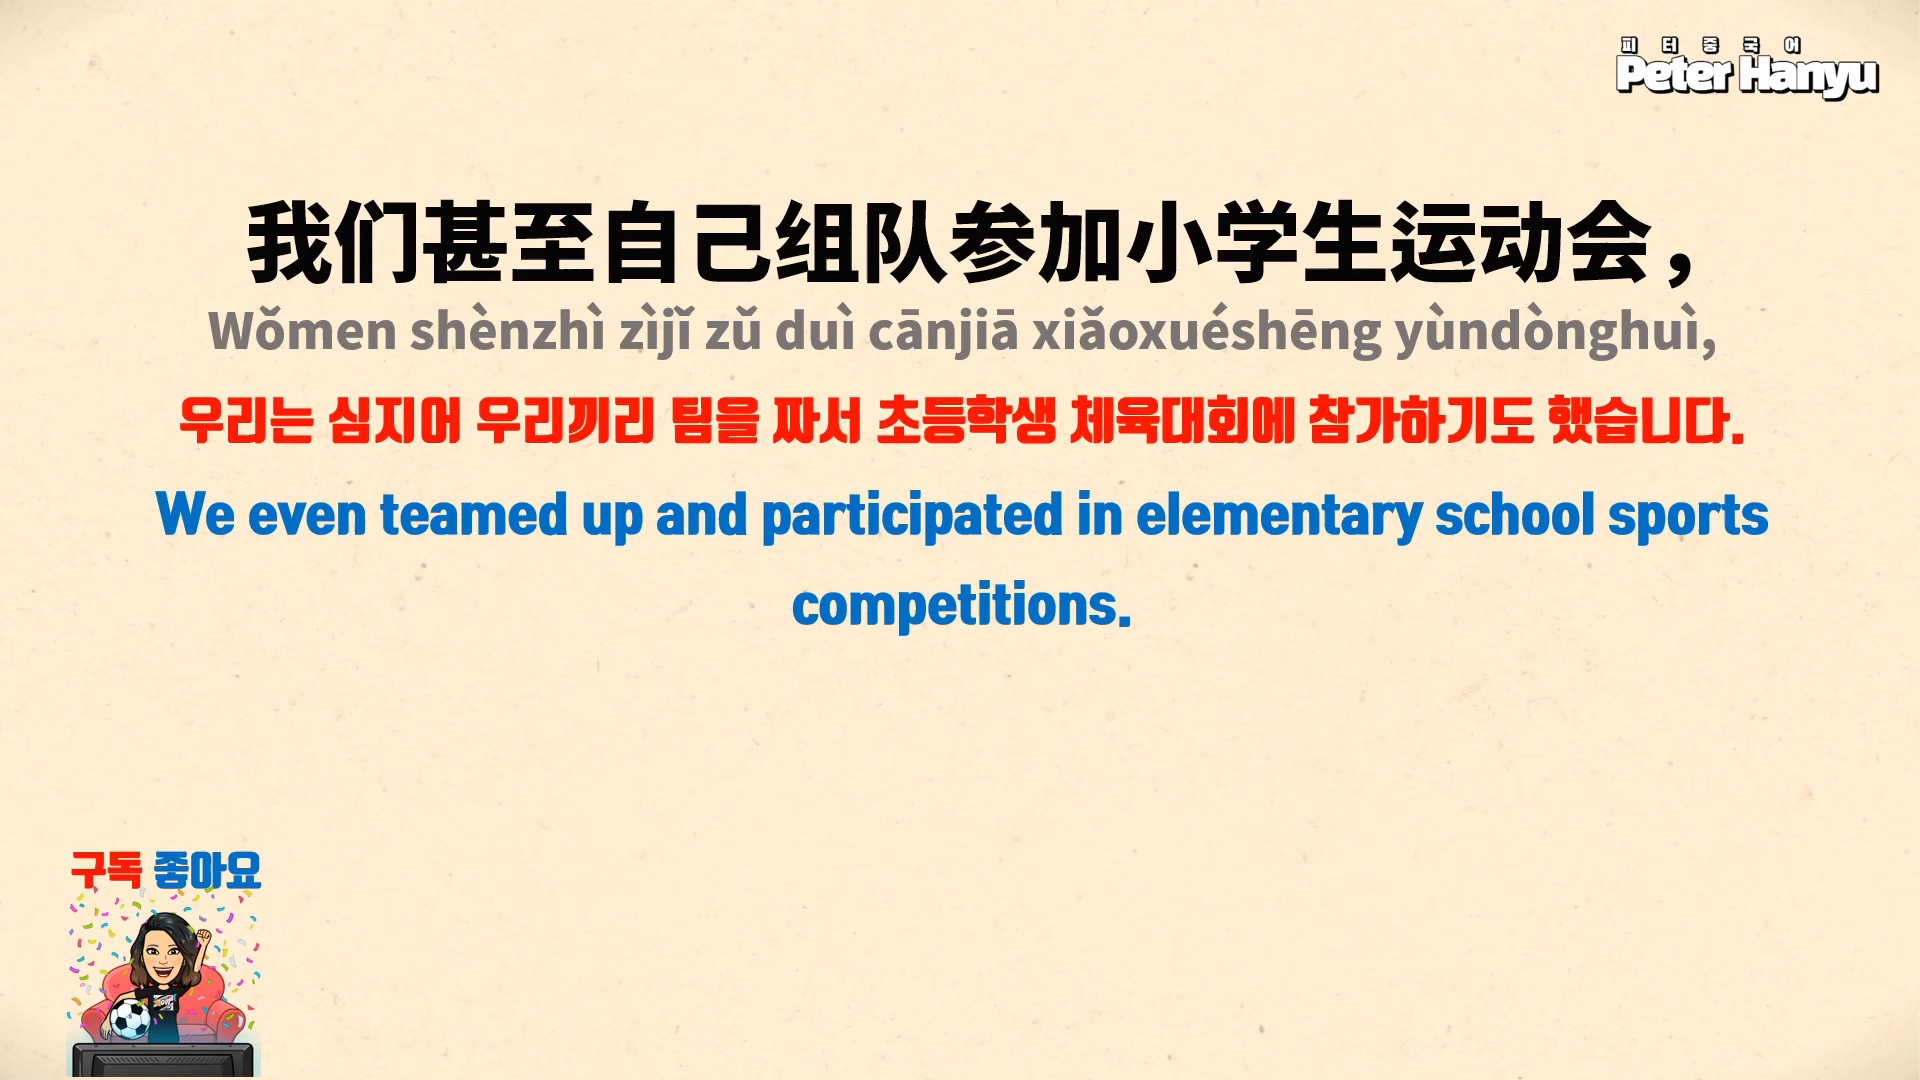 피터중국어
Peter Hanyu
我们甚至自己组队参加小学生运动会，
Wǒmen shènzhì zìjǐ zǔ duì cānjiā xiǎoxuéshēng yùndònghuì,
우리는 심지어 우리끼리 팀을 짜서 초등학생 체육대회에 참가하기도 했습니다.
We even teamed up and participated in elementary school sports
competitions.
구독 좋아요